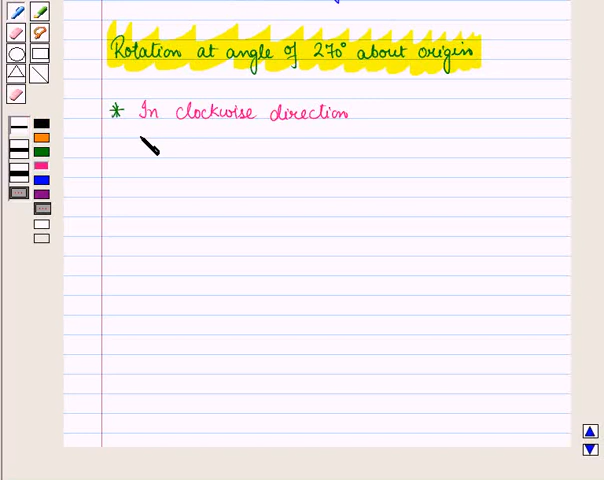 Rotation at angle of 270° about origin
* In clockwise direction